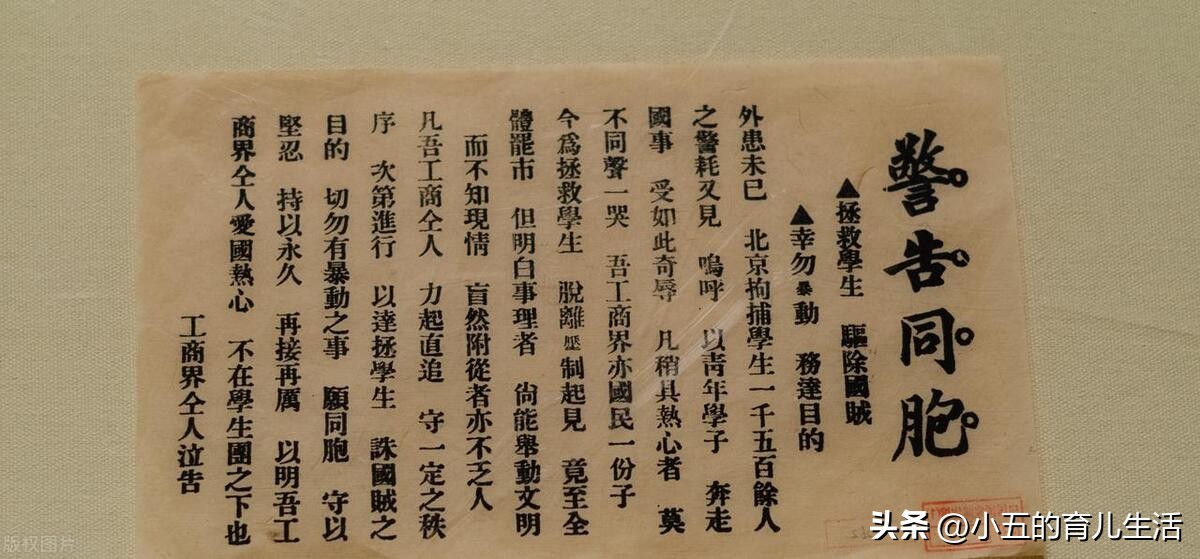 警告同胞
▲拯救學生 驅除國賊
▲幸勿暴動 務達目的
外患未已 北京拘捕學生一千五百餘人
之警耗又見 嗚呼 以靑年學子 奔走
國事 受如此奇辱 凡稍具熱心者 莫
不同聲一哭 吾工商界亦國民一份子
今爲拯救學生 脫離壓制起見 竟至全
體罷市 但明白事理者 尙能舉動文明
而不知現情 盲然附從者亦不乏人
凡吾工商仝人 力起直追 守一定之秩
序 次第進行 以達拯學生 誅國賊之
目的 切勿有暴動之事 願同胞 守以
堅忍 持以永久 再接再厲 以明吾工
商界仝人愛國熱心 不在學生團之下也
工商界仝人泣告
头条 @小五的育儿生活
版权图片